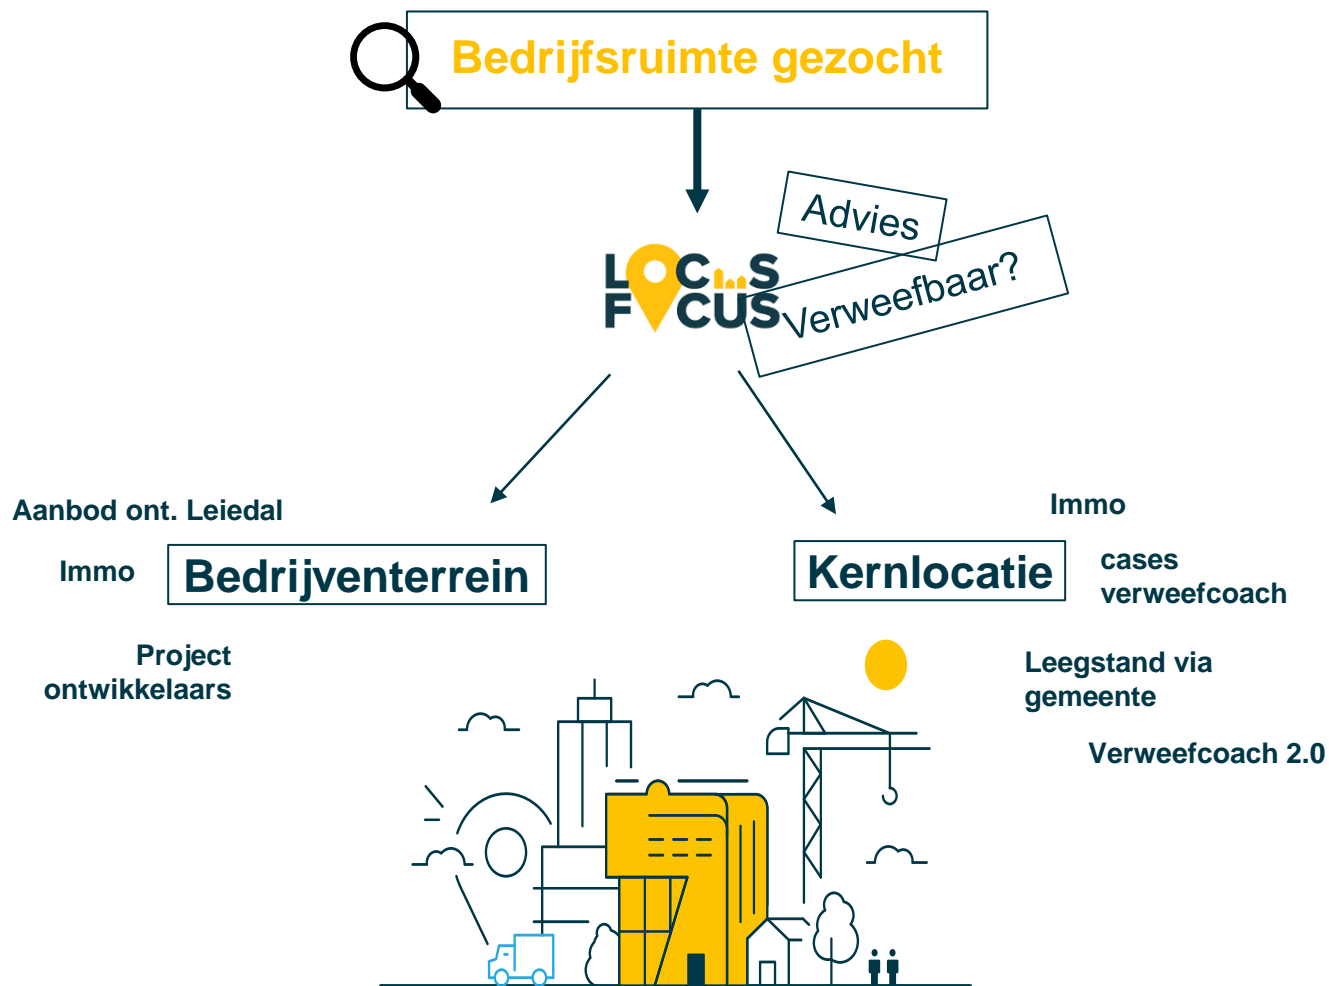 Bedrijfsruimte gezocht
Advies
LOCUS
FOCUS
Verweefbaar?
Aanbod ont. Leiedal
Immo
Bedrijventerrein
Project
ontwikkelaars
Immo
Kernlocatie
cases
verweefcoach
Leegstand via
gemeente
Verweefcoach 2.0